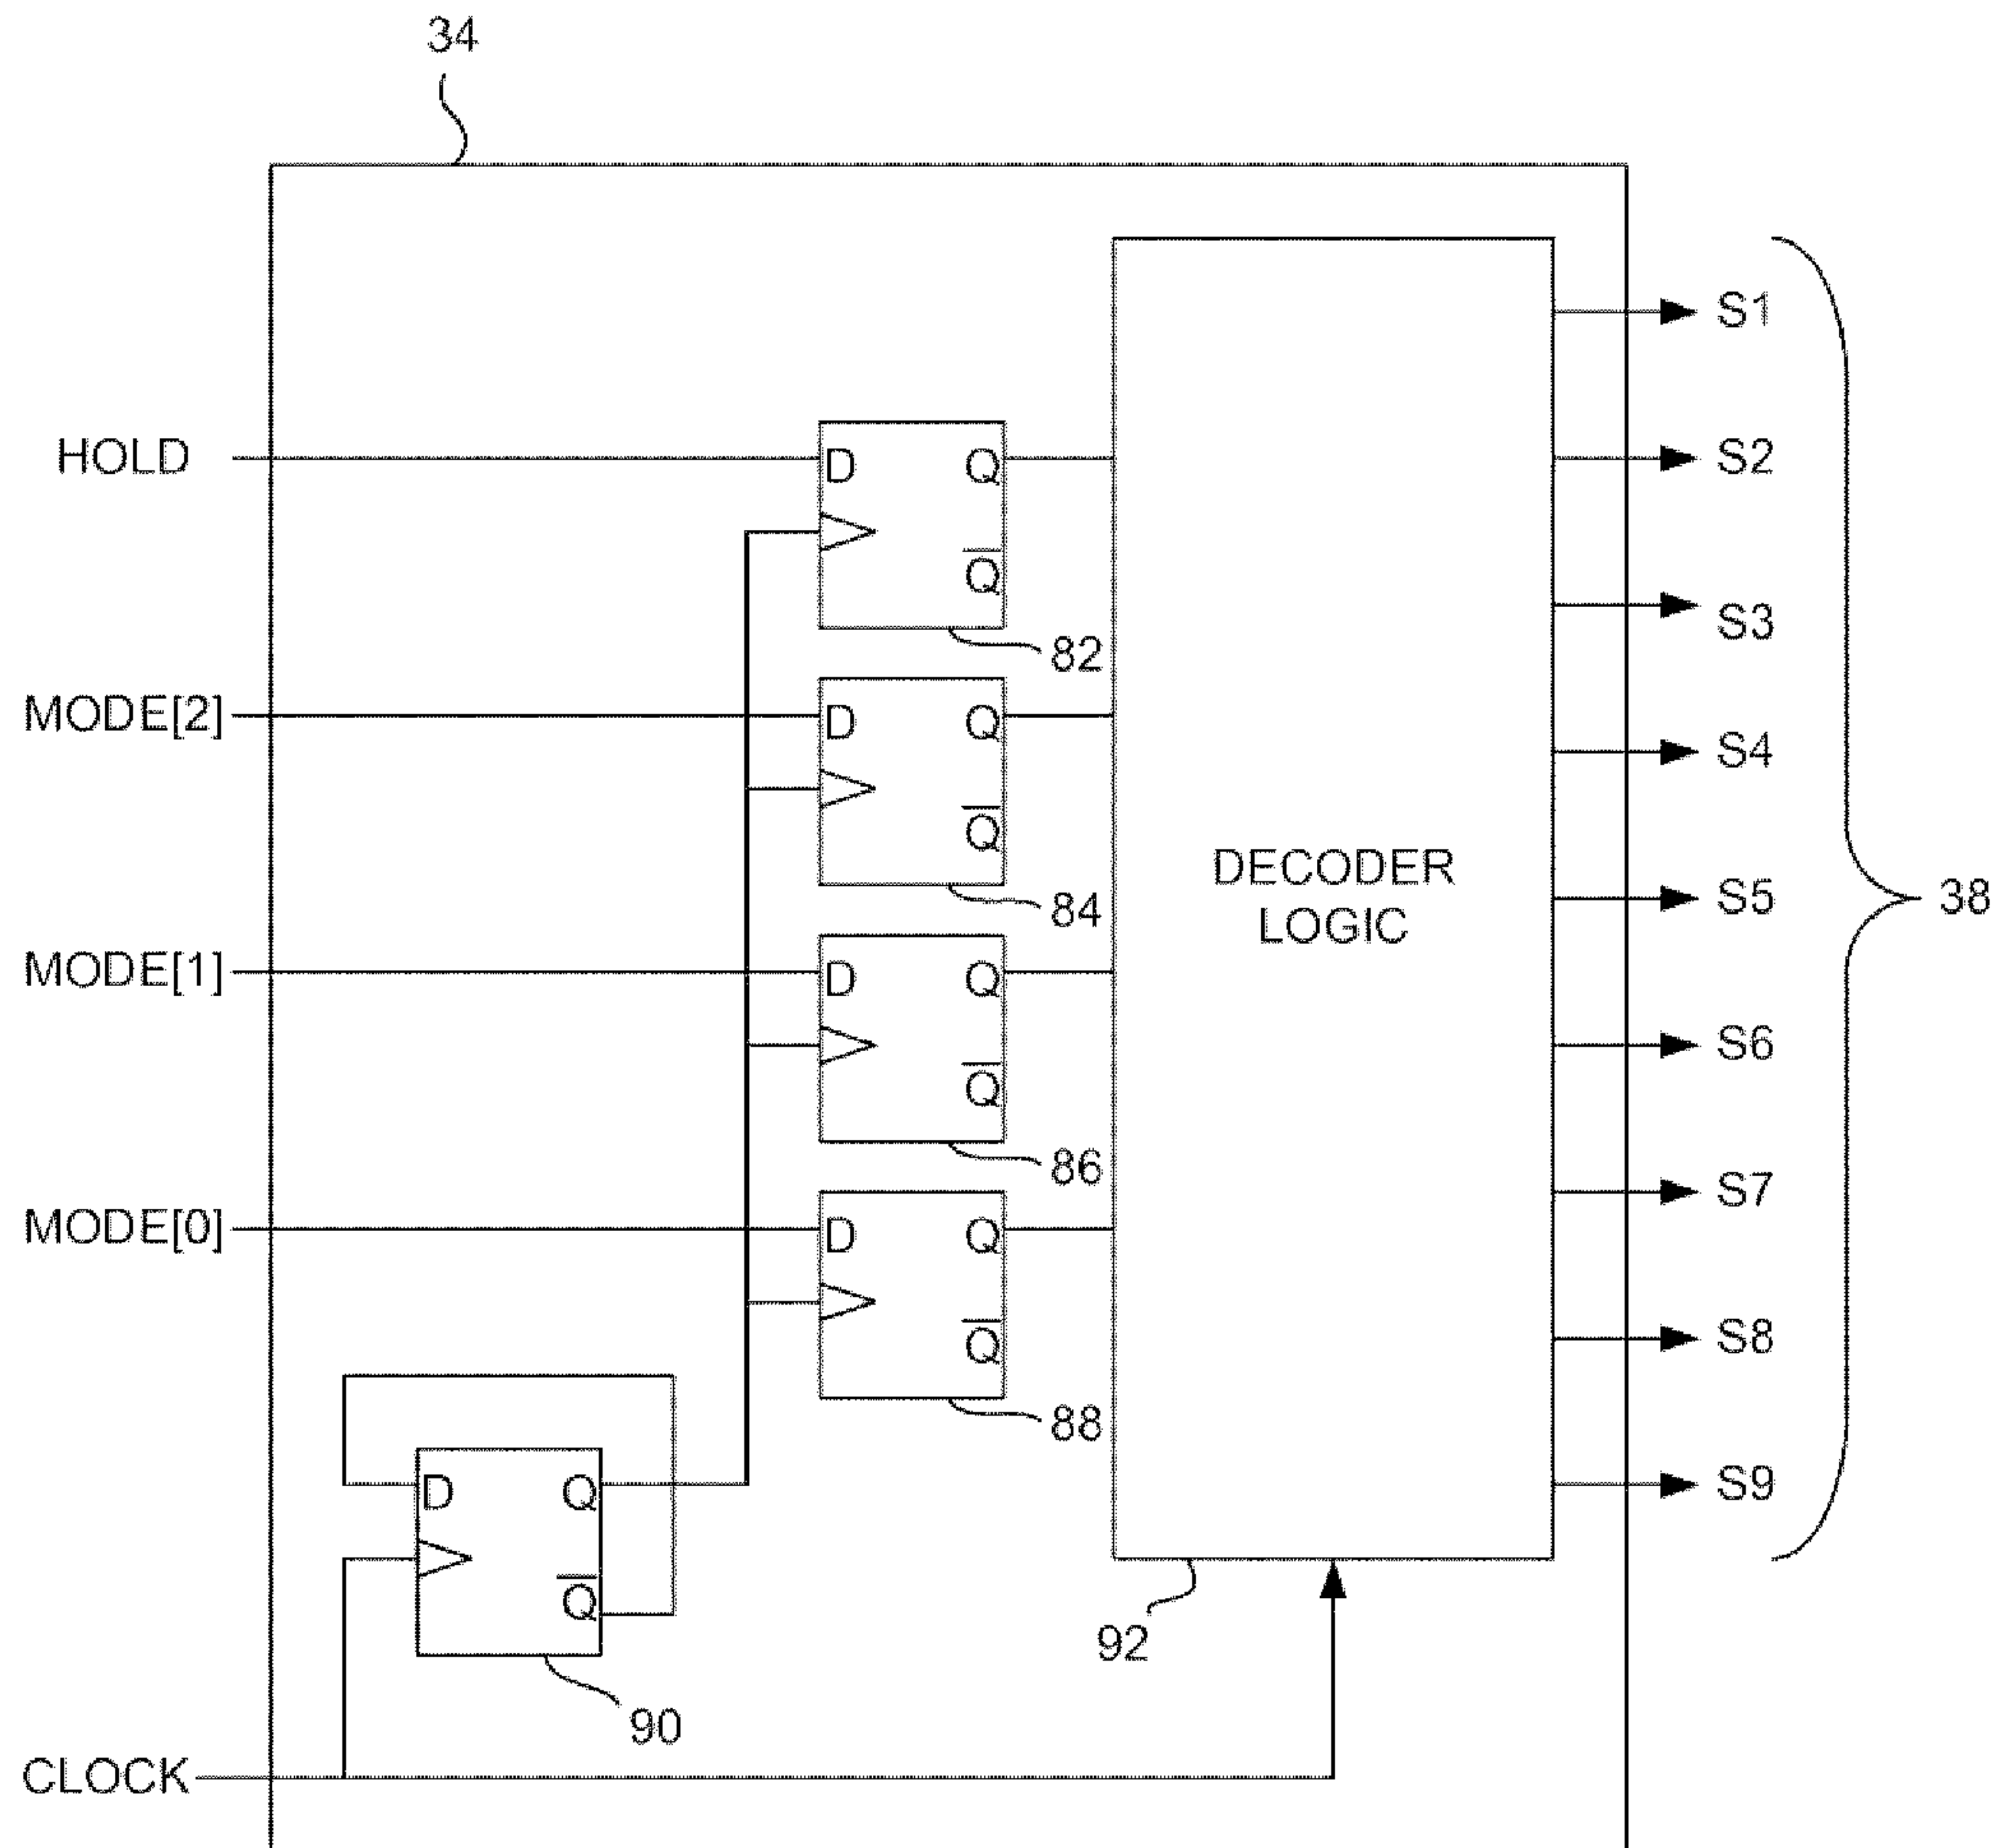 34
HOLD
D Q
Q̅
82
MODE[2]
D Q
Q̅
84
MODE[1]
D Q
Q̅
86
MODE[0]
D Q
Q̅
88
D Q
Q̅
90
CLOCK
DECODER
LOGIC
92
S1
S2
S3
S4
S5
S6
S7
S8
S9
38